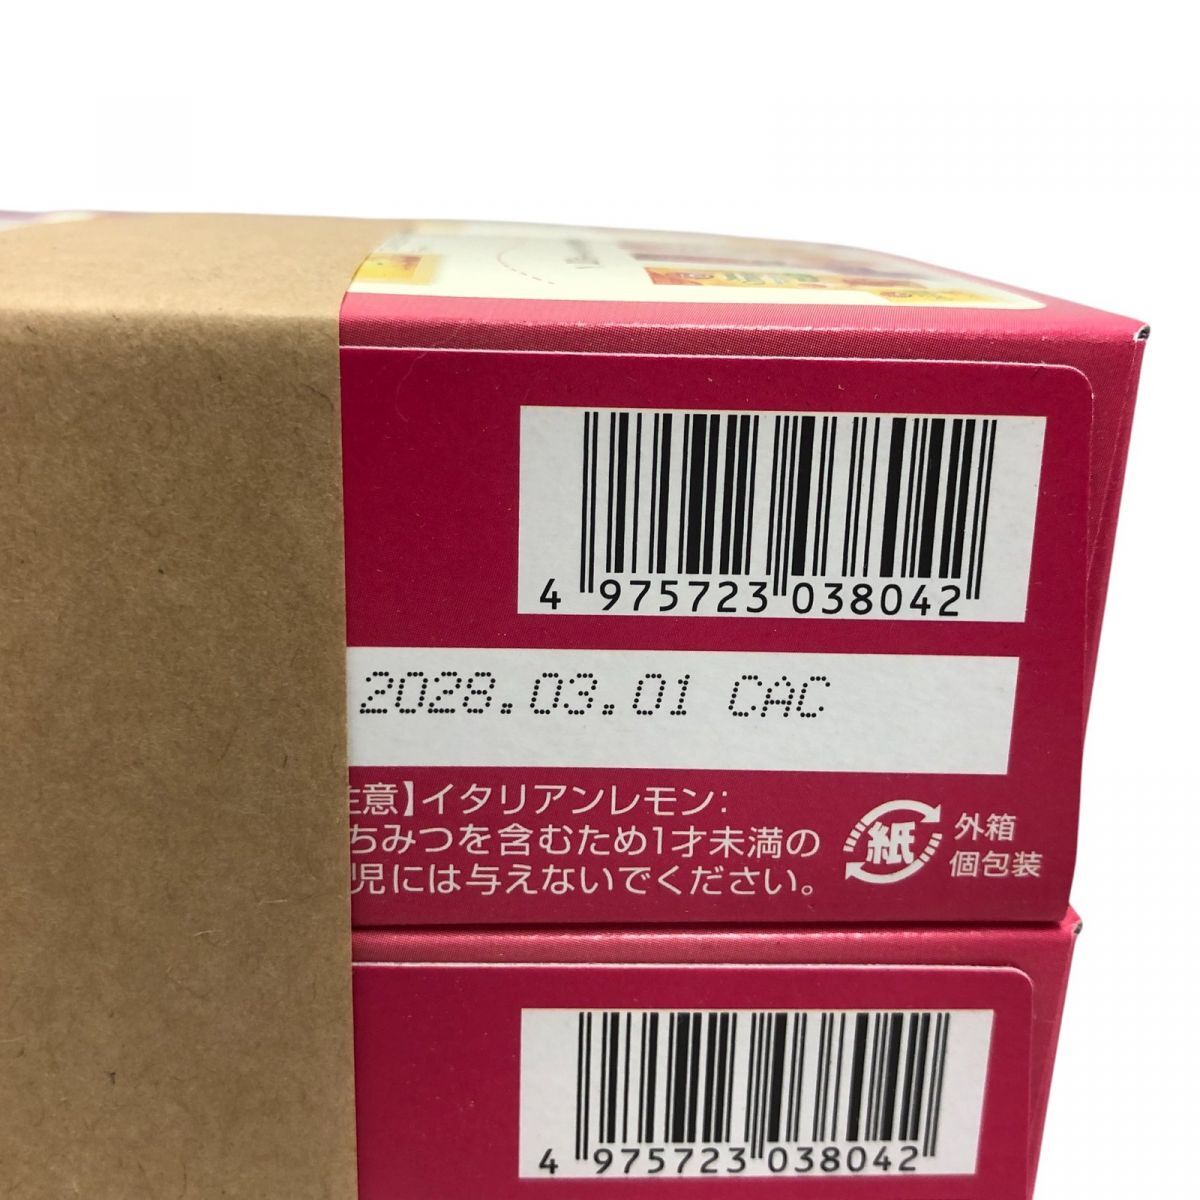 4 975723 038042
2028.03.01 CAC
注意】イタリアンレモン:
ちみつを含むため1才未満の
児には与えないでください。
紙
外箱
個包装
4 975723 038042